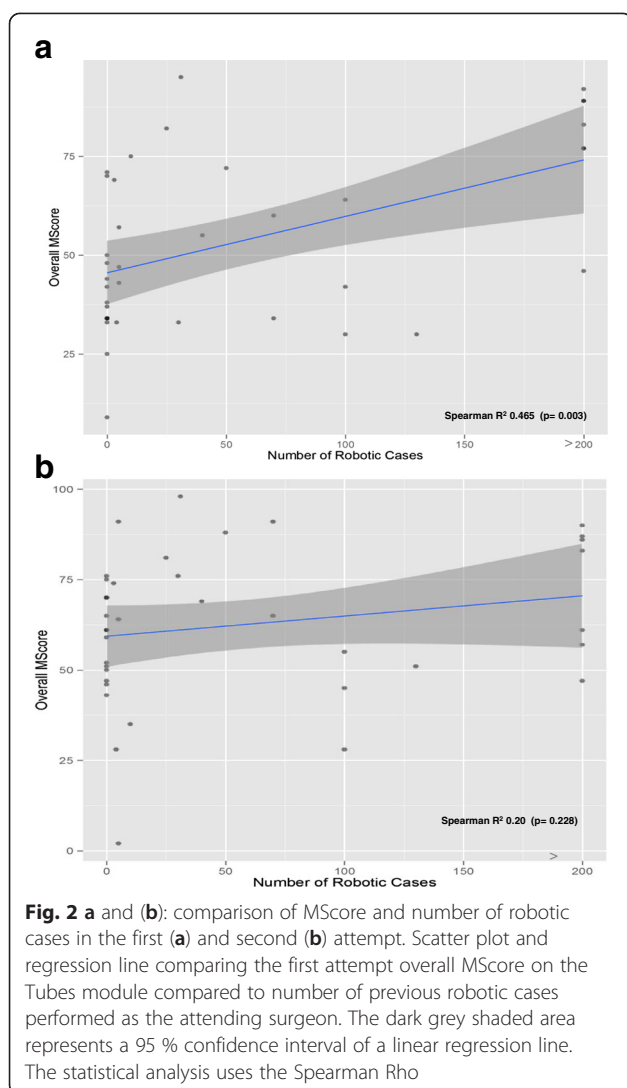 a
75
50
25
Overall MScore
Spearman R² 0.465 (p= 0.003)
0 50 100 150 >200
Number of Robotic Cases
b
100
75
50
25
0
Overall MScore
Spearman R² 0.20 (p= 0.228)
>
0 50 100 150 200
Number of Robotic Cases
Fig. 2 a and (b): comparison of MScore and number of robotic
cases in the first (a) and second (b) attempt. Scatter plot and
regression line comparing the first attempt overall MScore on the
Tubes module compared to number of previous robotic cases
performed as the attending surgeon. The dark grey shaded area
represents a 95 % confidence interval of a linear regression line.
The statistical analysis uses the Spearman Rho